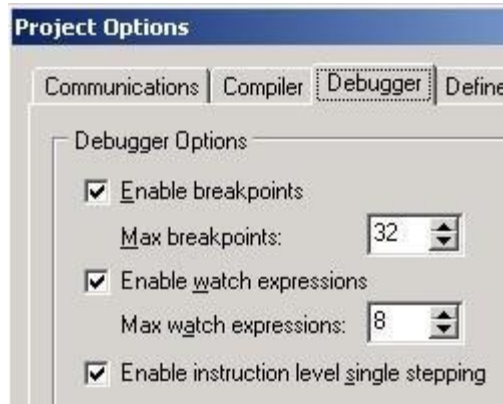 Project Options
Communications Compiler Debugger Define
Debugger Options
Enable breakpoints
Max breakpoints: 32
Enable watch expressions
Max watch expressions: 8
Enable instruction level single stepping